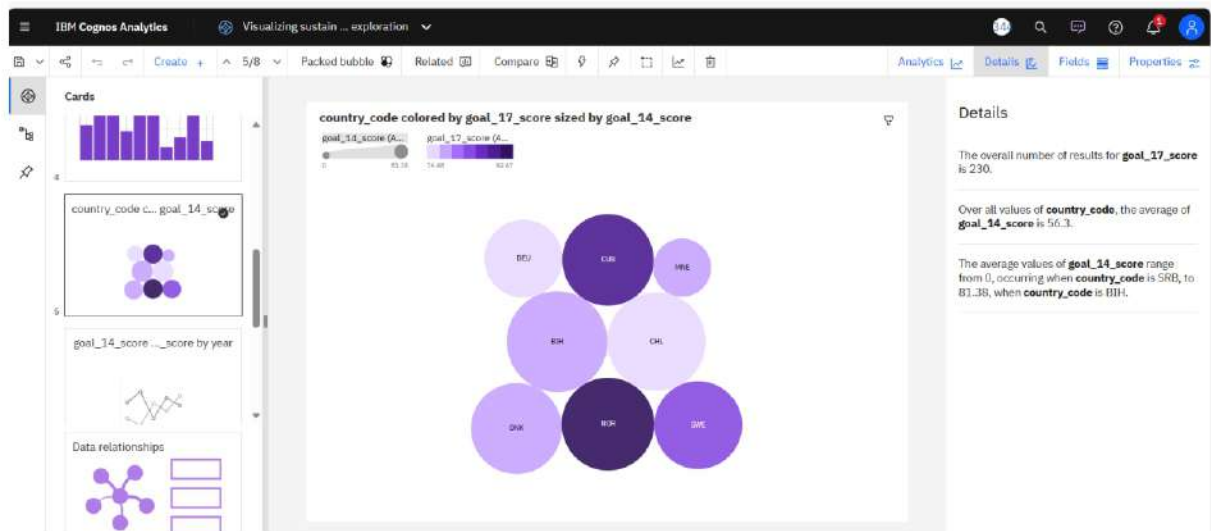 IBM Cognos Analytics
Visualizing sustain ... exploration
Create +
5/8
Packed bubble
Related
Compare
Analytics
Details
Fields
Properties
Cards
4
country_code c... goal_14_score
5
goal_14_score ..._score by year
Data relationships
country_code colored by goal_17_score sized by goal_14_score
goal_14_score (A...
goal_17_score (A...
0
81.38
DEU
CUB
MNE
BIH
CHL
DNK
NOR
SWE
Details
The overall number of results for goal_17_score
is 230.
Over all values of country_code, the average of
goal_14_score is 56.3.
The average values of goal_14_score range
from 0, occurring when country_code is SRB, to
81.38, when country_code is BIH.